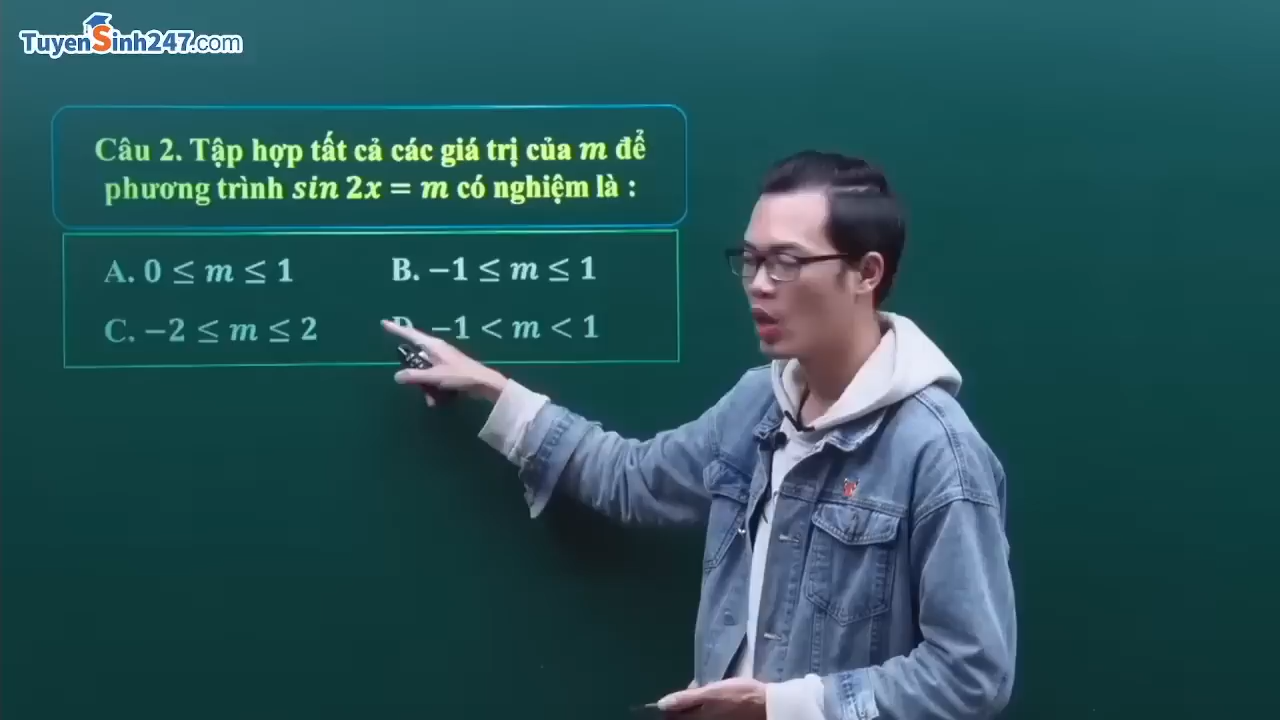 TuyenSinh247.com
Câu 2. Tập hợp tất cả các giá trị của m để
phương trình sin 2x = m có nghiệm là :
A. 0 ≤ m ≤ 1
B. −1 ≤ m ≤ 1
C. −2 ≤ m ≤ 2
D. −1 < m < 1